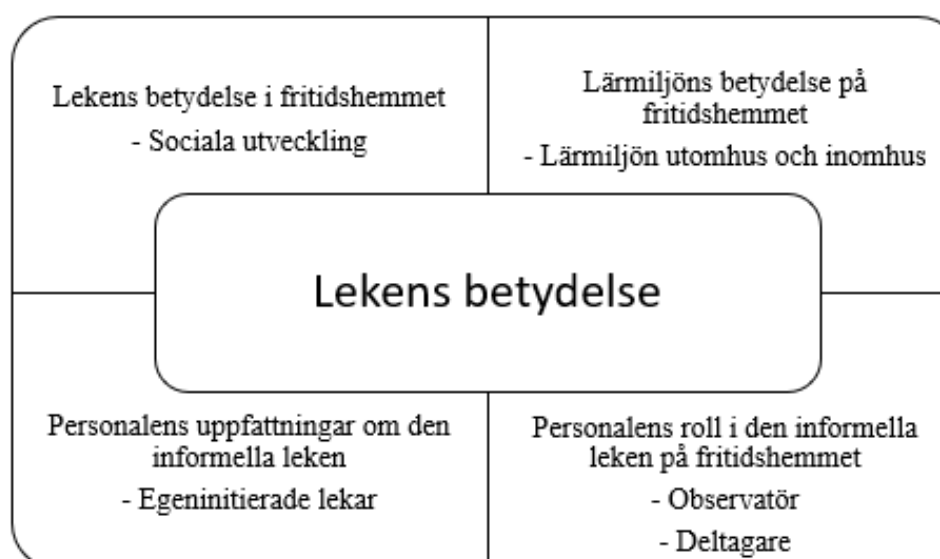 Lekens betydelse i fritidshemmet
- Sociala utveckling
Lärmiljöns betydelse på
fritidshemmet
- Lärmiljön utomhus och inomhus
Lekens betydelse
Personalens uppfattningar om den
informella leken
- Egeninitierade lekar
Personalens roll i den informella
leken på fritidshemmet
- Observatör
- Deltagare